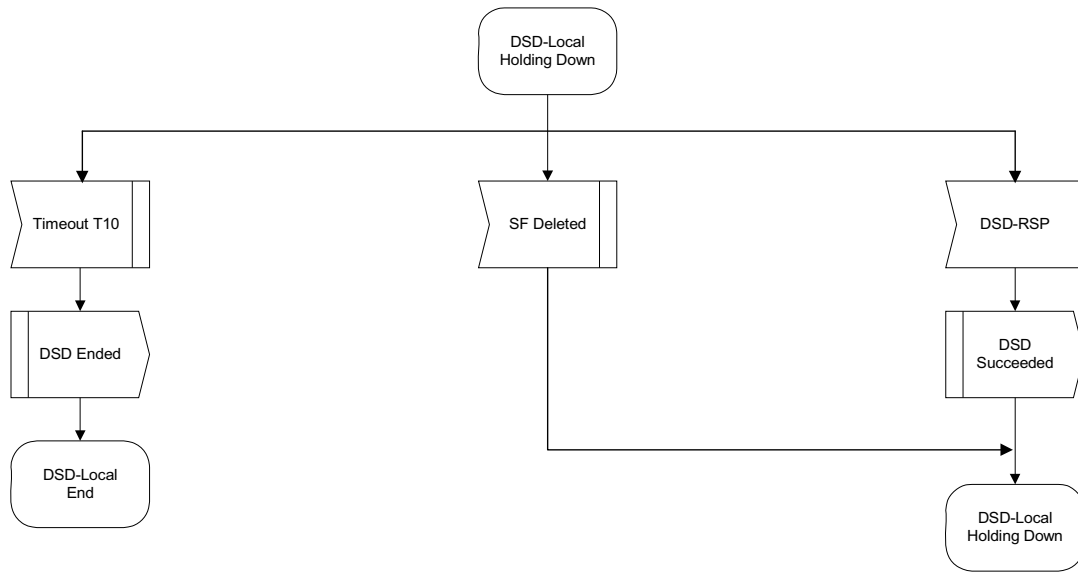 DSD-Local
Holding Down
Timeout T10
SF Deleted
DSD-RSP
DSD Ended
DSD
Succeeded
DSD-Local
End
DSD-Local
Holding Down